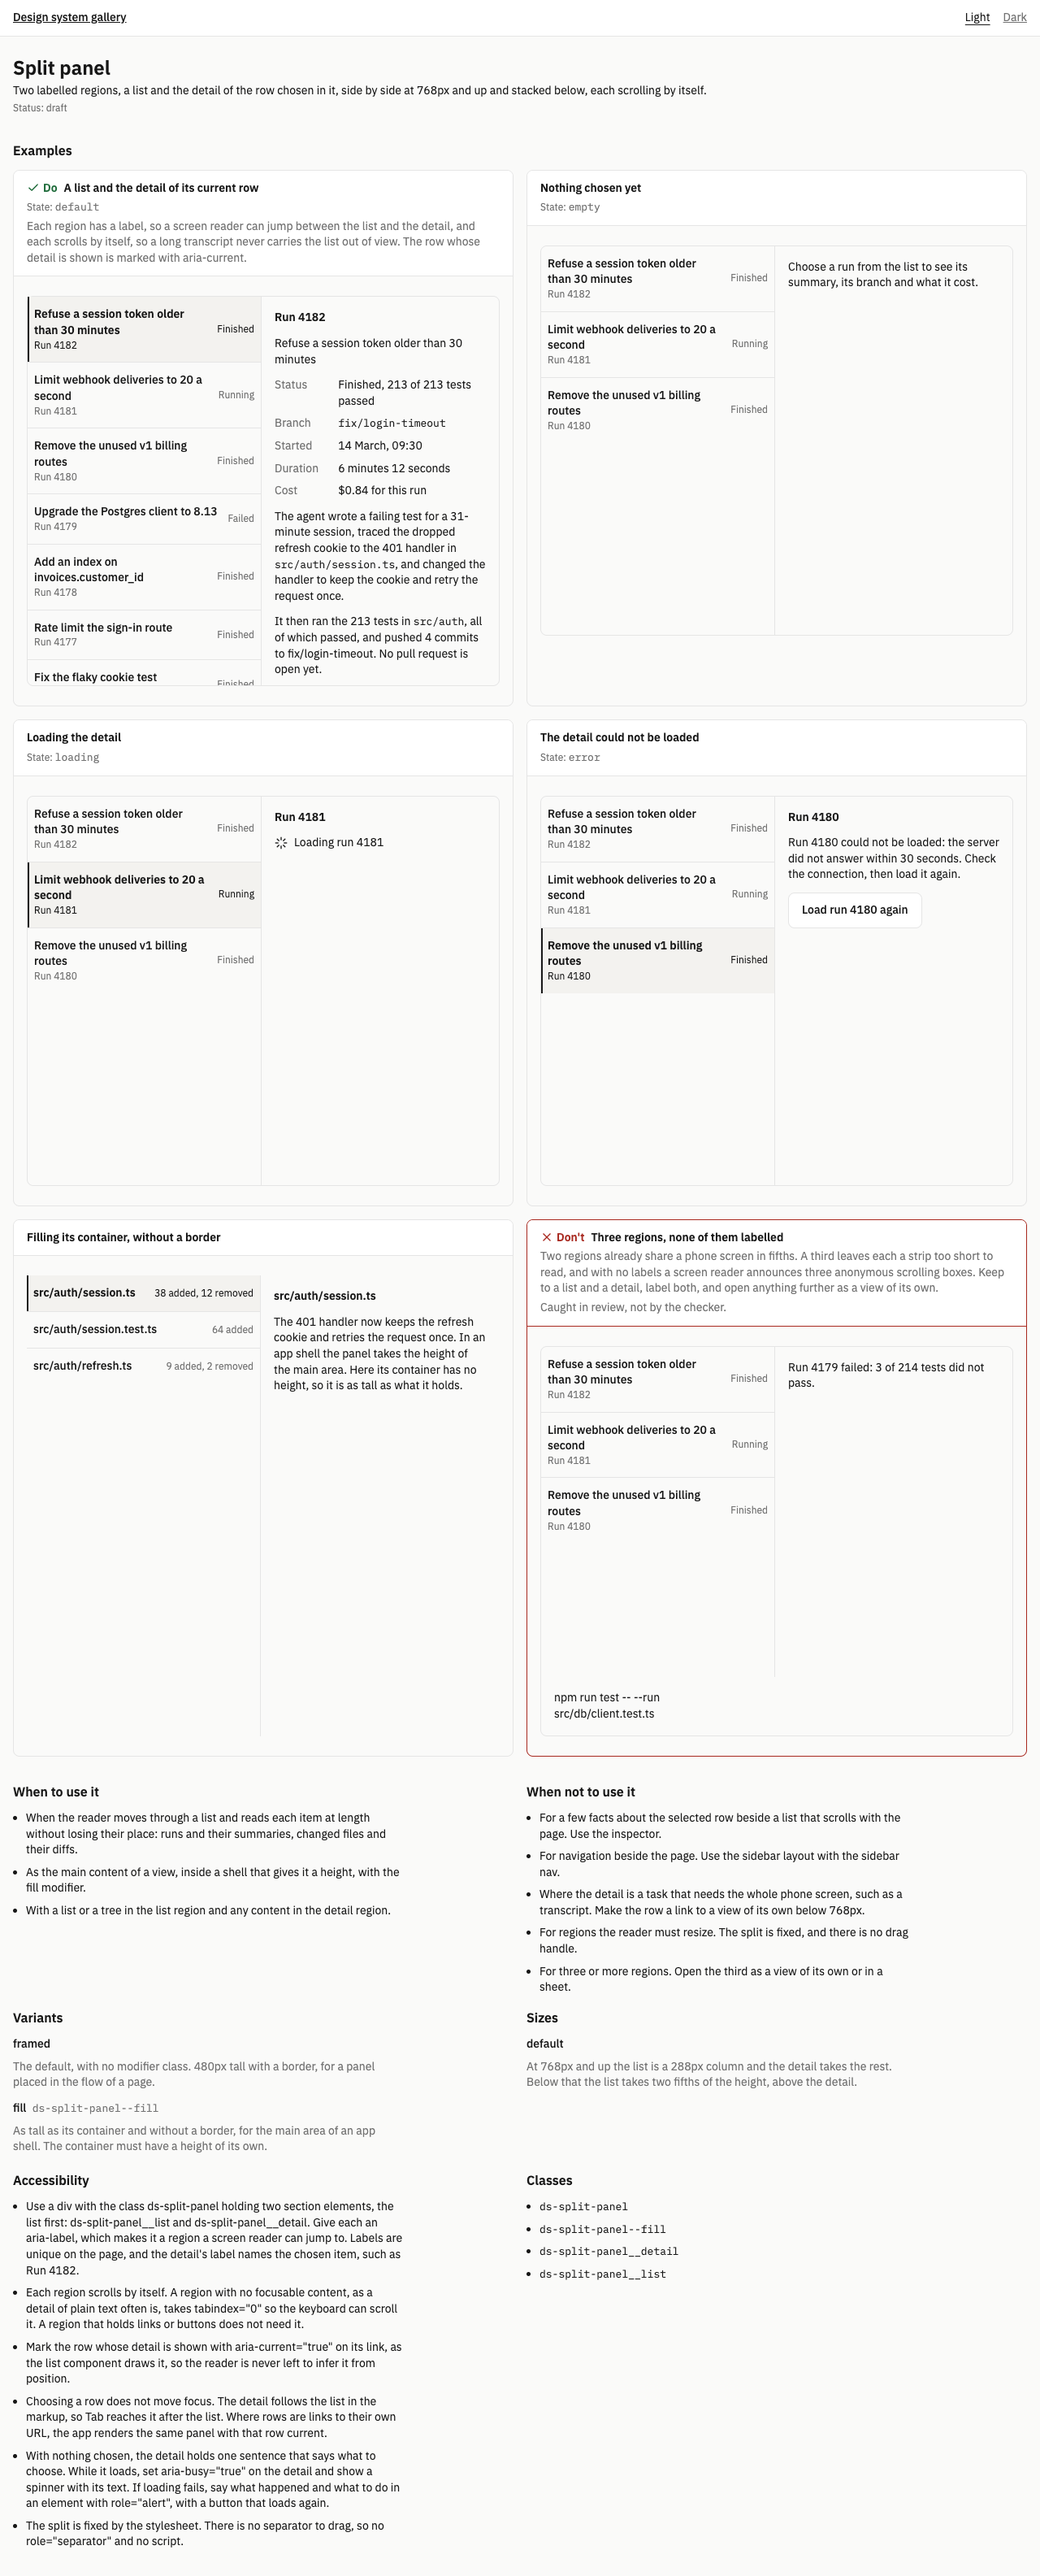 Design system gallery
Light Dark
Split panel
Two labelled regions, a list and the detail of the row chosen in it, side by side at 768px and up and stacked below, each scrolling by itself.
Status: draft
Examples
Do A list and the detail of its current row
State: default
Each region has a label, so a screen reader can jump between the list and the detail, and
each scrolls by itself, so a long transcript never carries the list out of view. The row whose
detail is shown is marked with aria-current.
Refuse a session token older
than 30 minutes
Run 4182
Finished
Limit webhook deliveries to 20 a
second
Run 4181
Running
Remove the unused v1 billing
routes
Run 4180
Finished
Upgrade the Postgres client to 8.13
Run 4179
Failed
Add an index on
invoices.customer_id
Run 4178
Finished
Rate limit the sign-in route
Run 4177
Finished
Fix the flaky cookie test
Finished
Run 4182
Refuse a session token older than 30
minutes
Status Finished, 213 of 213 tests
passed
Branch fix/login-timeout
Started 14 March, 09:30
Duration 6 minutes 12 seconds
Cost $0.84 for this run
The agent wrote a failing test for a 31-
minute session, traced the dropped
refresh cookie to the 401 handler in
src/auth/session.ts, and changed the
handler to keep the cookie and retry the
request once.
It then ran the 213 tests in src/auth, all
of which passed, and pushed 4 commits
to fix/login-timeout. No pull request is
open yet.
Nothing chosen yet
State: empty
Refuse a session token older
than 30 minutes
Run 4182
Finished
Limit webhook deliveries to 20 a
second
Run 4181
Running
Remove the unused v1 billing
routes
Run 4180
Finished
Choose a run from the list to see its
summary, its branch and what it cost.
Loading the detail
State: loading
Refuse a session token older
than 30 minutes
Run 4182
Finished
Limit webhook deliveries to 20 a
second
Run 4181
Running
Remove the unused v1 billing
routes
Run 4180
Finished
Run 4181
Loading run 4181
The detail could not be loaded
State: error
Refuse a session token older
than 30 minutes
Run 4182
Finished
Limit webhook deliveries to 20 a
second
Run 4181
Running
Remove the unused v1 billing
routes
Run 4180
Finished
Run 4180
Run 4180 could not be loaded: the server
did not answer within 30 seconds. Check
the connection, then load it again.
Load run 4180 again
Filling its container, without a border
src/auth/session.ts 38 added, 12 removed
src/auth/session.test.ts 64 added
src/auth/refresh.ts 9 added, 2 removed
src/auth/session.ts
The 401 handler now keeps the refresh
cookie and retries the request once. In an
app shell the panel takes the height of
the main area. Here its container has no
height, so it is as tall as what it holds.
Don't Three regions, none of them labelled
Two regions already share a phone screen in fifths. A third leaves each a strip too short to
read, and with no labels a screen reader announces three anonymous scrolling boxes. Keep
to a list and a detail, label both, and open anything further as a view of its own.
Caught in review, not by the checker.
Refuse a session token older
than 30 minutes
Run 4182
Finished
Limit webhook deliveries to 20 a
second
Run 4181
Running
Remove the unused v1 billing
routes
Run 4180
Finished
Run 4179 failed: 3 of 214 tests did not
pass.
npm run test -- --run
src/db/client.test.ts
When to use it
When the reader moves through a list and reads each item at length
without losing their place: runs and their summaries, changed files and
their diffs.
As the main content of a view, inside a shell that gives it a height, with the
fill modifier.
With a list or a tree in the list region and any content in the detail region.
When not to use it
For a few facts about the selected row beside a list that scrolls with the
page. Use the inspector.
For navigation beside the page. Use the sidebar layout with the sidebar
nav.
Where the detail is a task that needs the whole phone screen, such as a
transcript. Make the row a link to a view of its own below 768px.
For regions the reader must resize. The split is fixed, and there is no drag
handle.
For three or more regions. Open the third as a view of its own or in a
sheet.
Variants
framed
The default, with no modifier class. 480px tall with a border, for a panel
placed in the flow of a page.
fill ds-split-panel--fill
As tall as its container and without a border, for the main area of an app
shell. The container must have a height of its own.
Sizes
default
At 768px and up the list is a 288px column and the detail takes the rest.
Below that the list takes two fifths of the height, above the detail.
Accessibility
Use a div with the class ds-split-panel holding two section elements, the
list first: ds-split-panel__list and ds-split-panel__detail. Give each an
aria-label, which makes it a region a screen reader can jump to. Labels are
unique on the page, and the detail's label names the chosen item, such as
Run 4182.
Each region scrolls by itself. A region with no focusable content, as a
detail of plain text often is, takes tabindex="0" so the keyboard can scroll
it. A region that holds links or buttons does not need it.
Mark the row whose detail is shown with aria-current="true" on its link, as
the list component draws it, so the reader is never left to infer it from
position.
Choosing a row does not move focus. The detail follows the list in the
markup, so Tab reaches it after the list. Where rows are links to their own
URL, the app renders the same panel with that row current.
With nothing chosen, the detail holds one sentence that says what to
choose. While it loads, set aria-busy="true" on the detail and show a
spinner with its text. If loading fails, say what happened and what to do in
an element with role="alert", with a button that loads again.
The split is fixed by the stylesheet. There is no separator to drag, so no
role="separator" and no script.
Classes
ds-split-panel
ds-split-panel--fill
ds-split-panel__detail
ds-split-panel__list